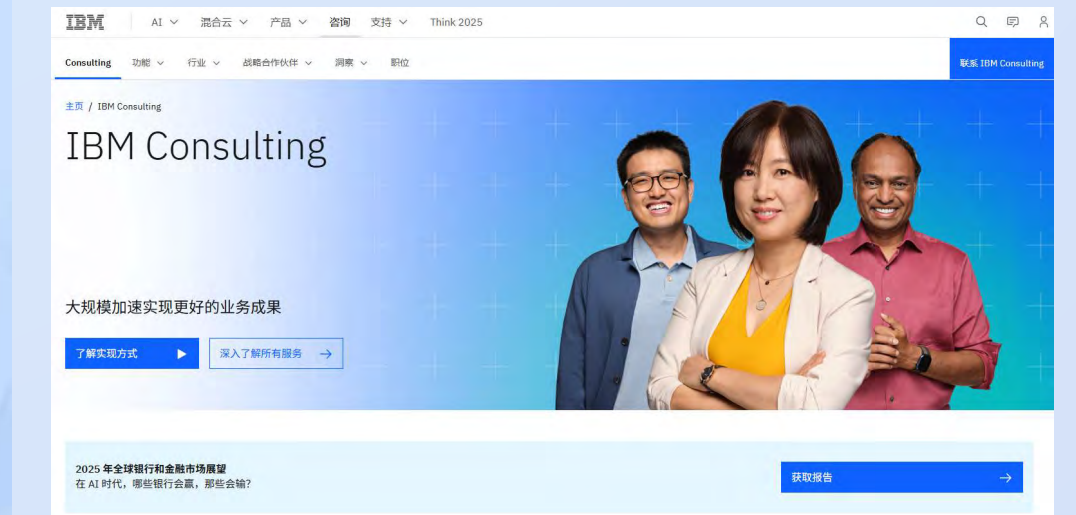 IBM AI 混合云 产品 咨询 支持 Think 2025
Consulting 功能 行业 战略合作伙伴 洞察 职位 联系 IBM Consulting
主页 / IBM Consulting
IBM Consulting
大规模加速实现更好的业务成果
了解实现方式 深入了解所有服务
2025 年全球银行和金融市场展望
在 AI 时代，哪些银行会赢，那些会输?
获取报告